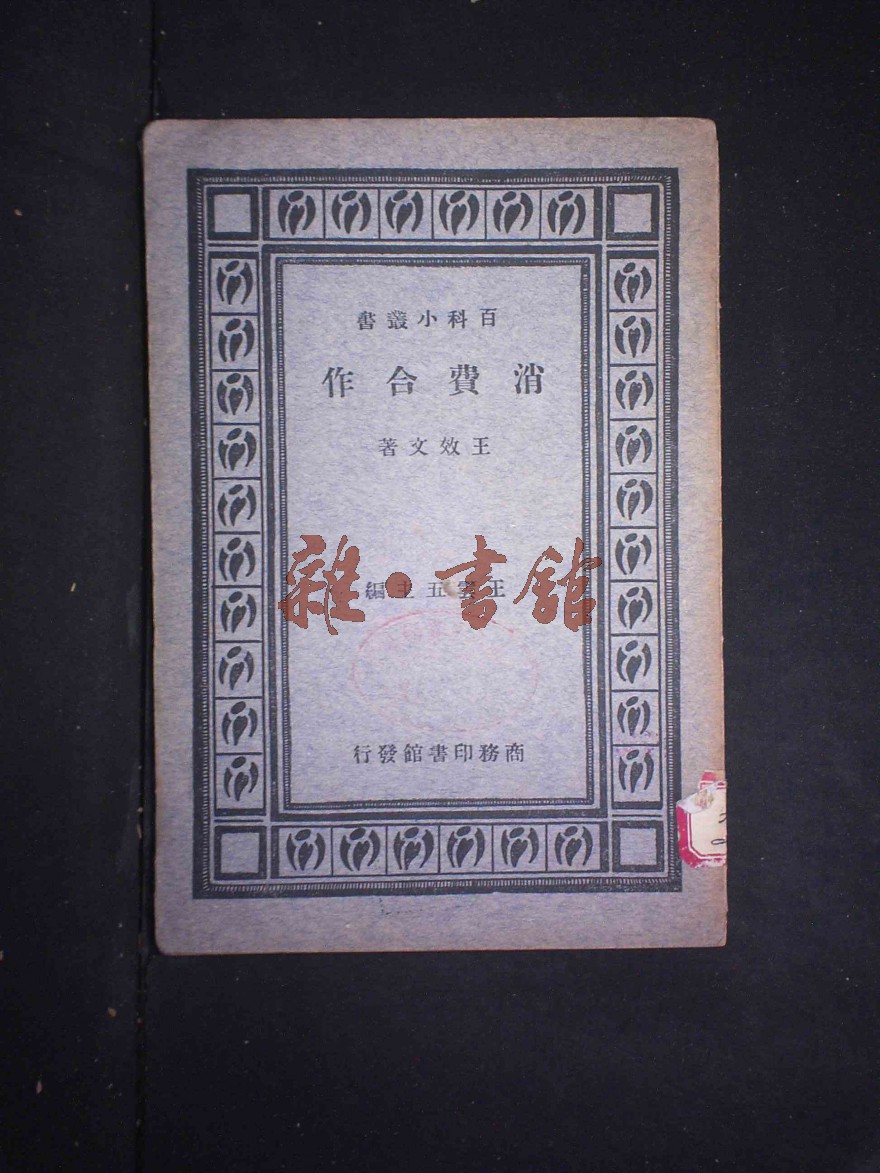 百科小叢書
消費合作
王效文著
王雲五主編
雜·書館
商務印書館發行